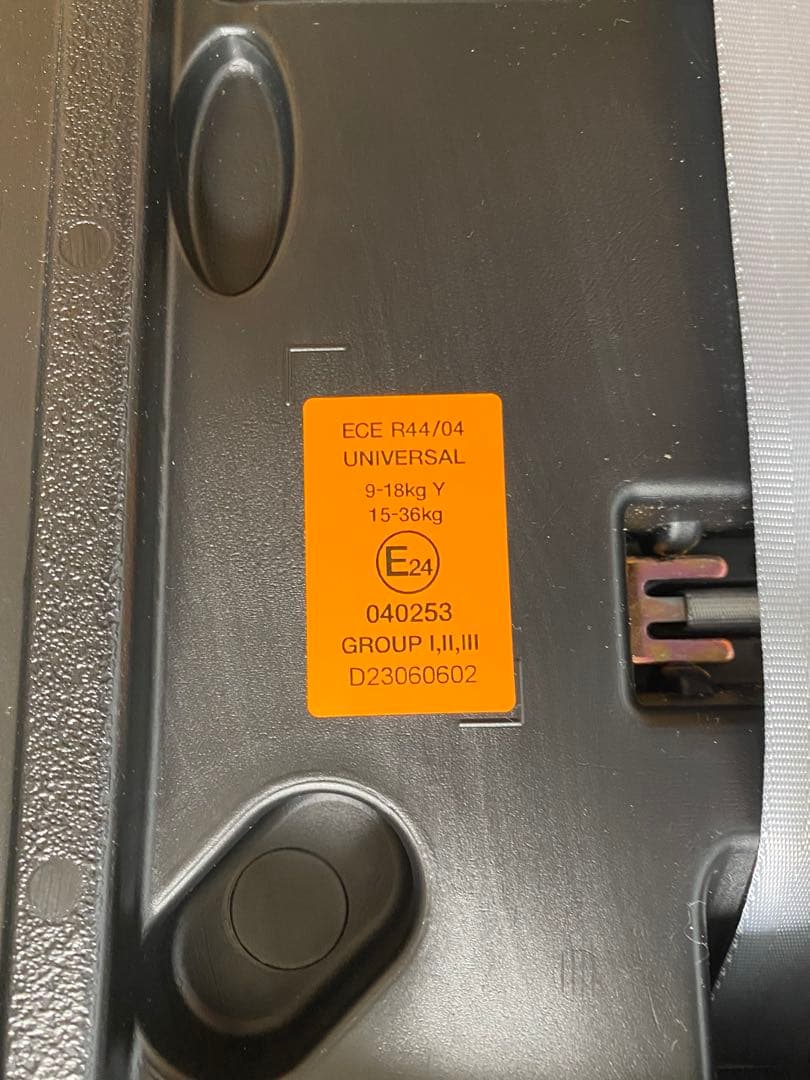 ECE R44/04
UNIVERSAL
9-18kg Y
15-36kg
E24
040253
GROUP I,II,III
D23060602